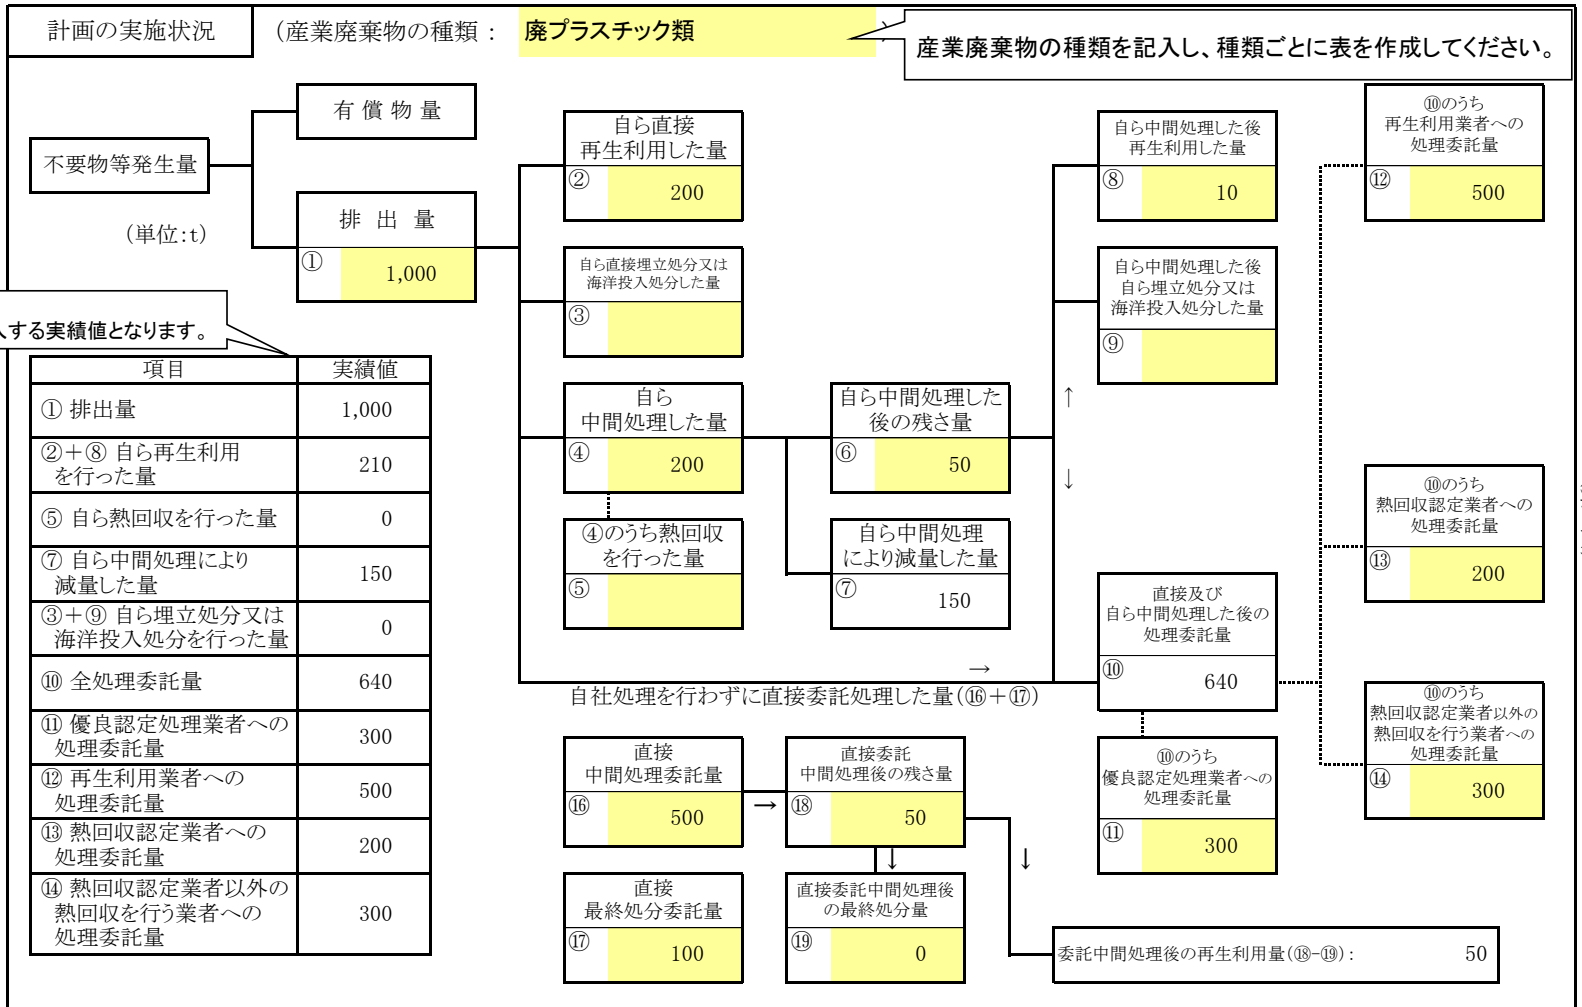 計画の実施状況
(産業廃棄物の種類： 廃プラスチック類 )
産業廃棄物の種類を記入し、種類ごとに表を作成してください。
不要物等発生量
有 償 物 量
(単位:t)
排 出 量
① 1,000
自ら直接
再生利用した量
② 200
自ら直接埋立処分又は
海洋投入処分した量
③
自ら
中間処理した量
④ 200
④のうち熱回収
を行った量
⑤
自ら中間処理した
後の残さ量
⑥ 50
自ら中間処理
により減量した量
⑦ 150
自ら中間処理した後
再生利用した量
⑧ 10
自ら中間処理した後
自ら埋立処分又は
海洋投入処分した量
⑨
↑
↓
直接及び
自ら中間処理した後の
処理委託量
⑩ 640
⑩のうち
優良認定処理業者への
処理委託量
⑪ 300
⑩のうち
再生利用業者への
処理委託量
⑫ 500
⑩のうち
熱回収認定業者への
処理委託量
⑬ 200
⑩のうち
熱回収認定業者以外の
熱回収を行う業者への
処理委託量
⑭ 300
→
自社処理を行わずに直接委託処理した量(⑯＋⑰)
直接
中間処理委託量
⑯ 500
→
直接委託
中間処理後の残さ量
⑱ 50
↓
↓
直接
最終処分委託量
⑰ 100
直接委託中間処理後
の最終処分量
⑲ 0
委託中間処理後の再生利用量(⑱-⑲)： 50
する実績値となります。
項目 実績値
① 排出量 1,000
②＋⑧ 自ら再生利用
を行った量 210
⑤ 自ら熱回収を行った量 0
⑦ 自ら中間処理により
減量した量 150
③＋⑨ 自ら埋立処分又は
海洋投入処分を行った量 0
⑩ 全処理委託量 640
⑪ 優良認定処理業者への
処理委託量 300
⑫ 再生利用業者への
処理委託量 500
⑬ 熱回収認定業者への
処理委託量 200
⑭ 熱回収認定業者以外の
熱回収を行う業者への
処理委託量 300